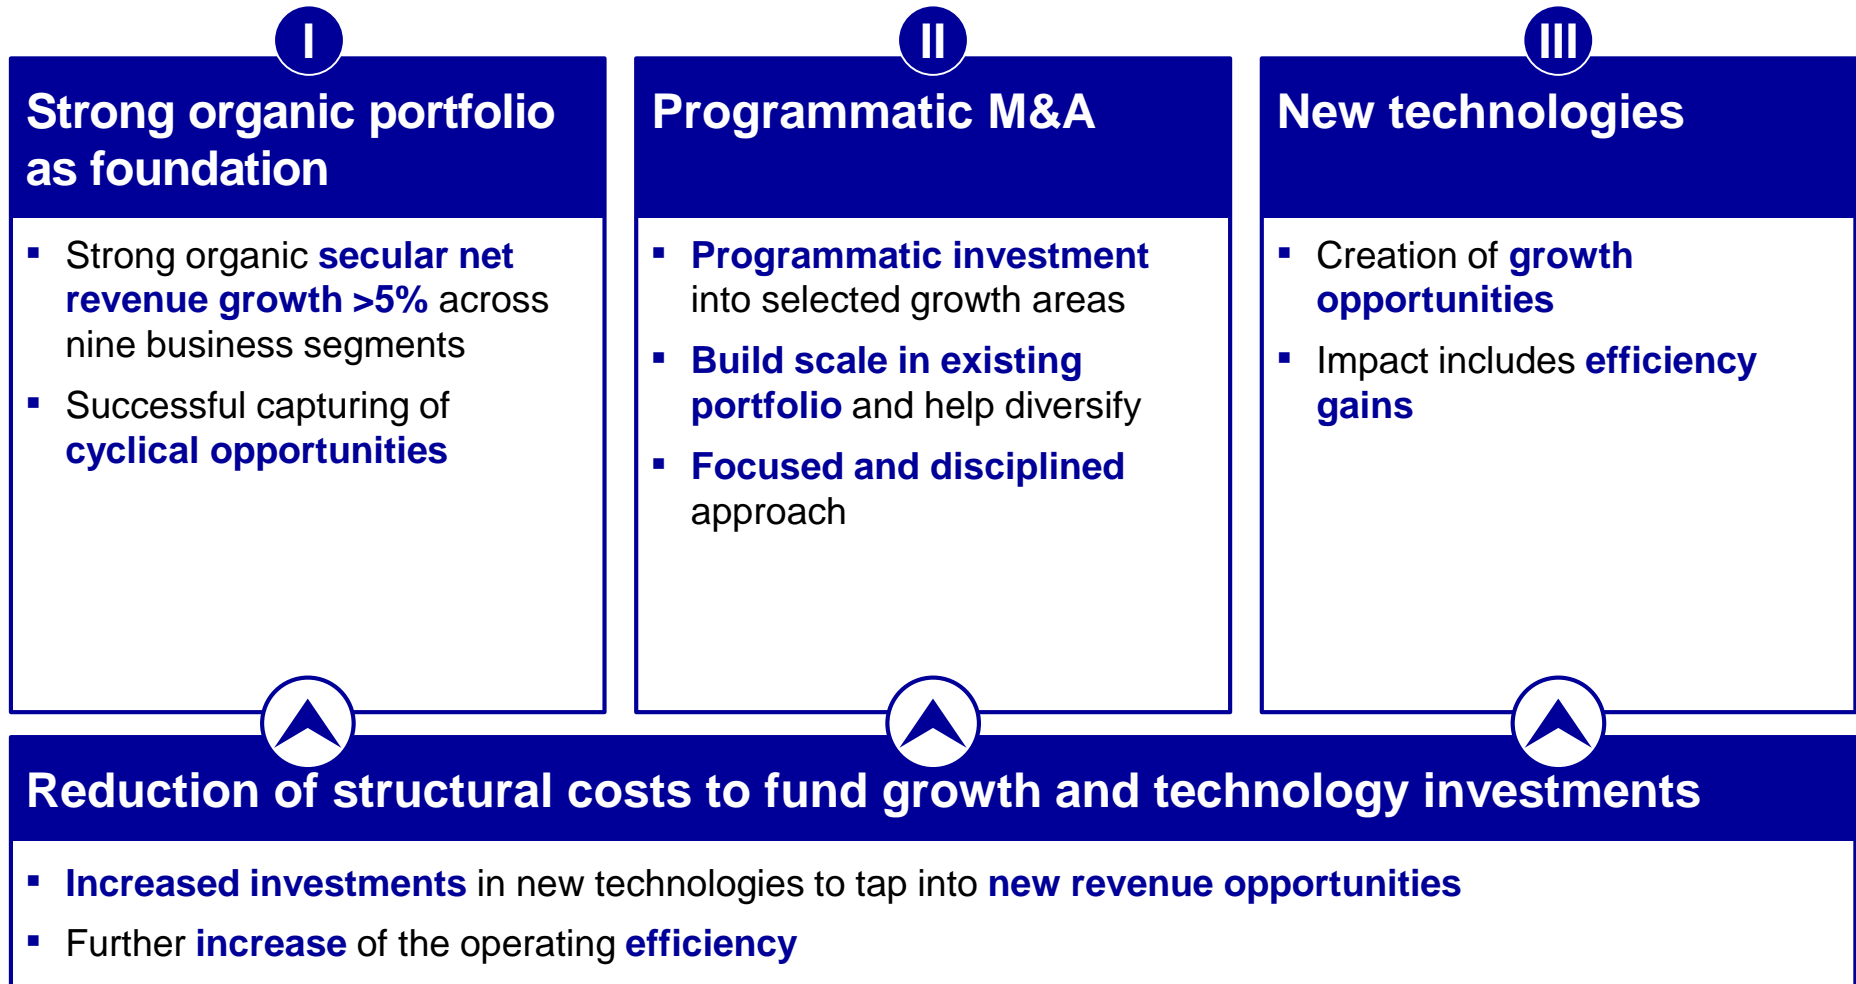 I
Strong organic portfolio
as foundation
▪ Strong organic secular net
revenue growth >5% across
nine business segments
▪ Successful capturing of
cyclical opportunities
II
Programmatic M&A
▪ Programmatic investment
into selected growth areas
▪ Build scale in existing
portfolio and help diversify
▪ Focused and disciplined
approach
III
New technologies
▪ Creation of growth
opportunities
▪ Impact includes efficiency
gains
Reduction of structural costs to fund growth and technology investments
▪ Increased investments in new technologies to tap into new revenue opportunities
▪ Further increase of the operating efficiency